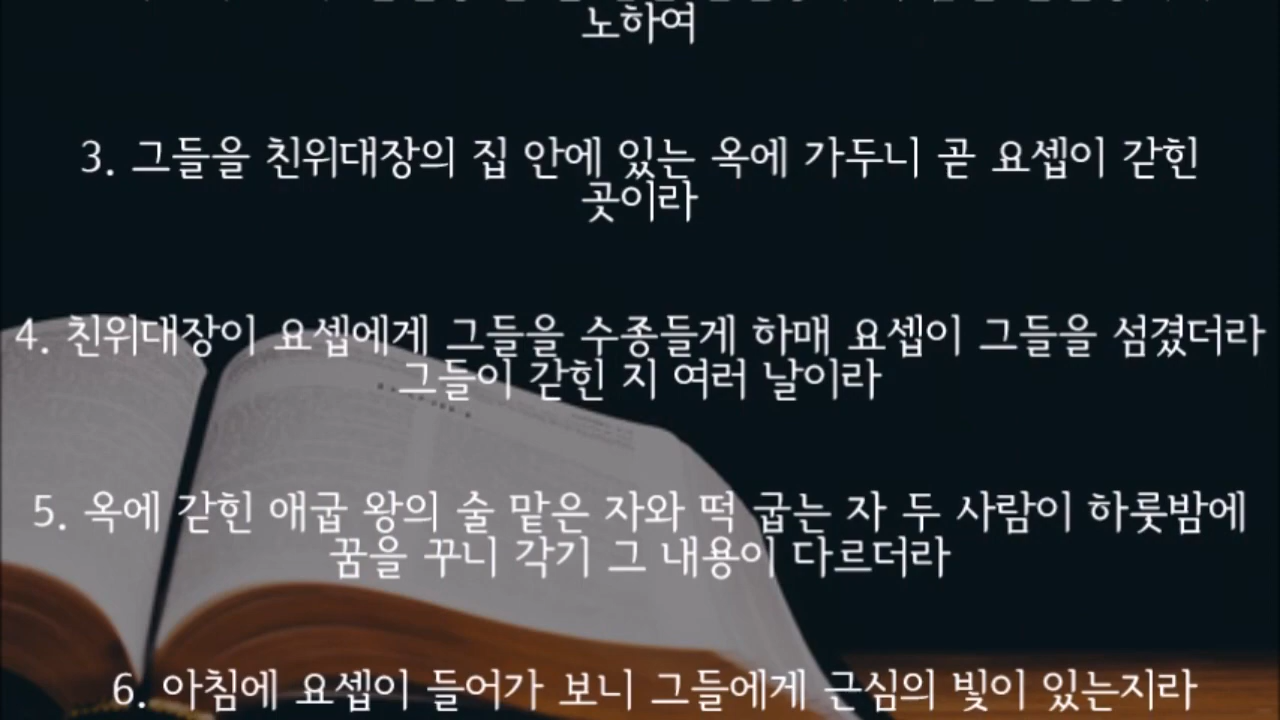 노하여
3. 그들을 친위대장의 집 안에 있는 옥에 가두니 곧 요셉이 갇힌
곳이라
4. 친위대장이 요셉에게 그들을 수종들게 하매 요셉이 그들을 섬겼더라
그들이 갇힌 지 여러 날이라
5. 옥에 갇힌 애굽 왕의 술 맡은 자와 떡 굽는 자 두 사람이 하룻밤에
꿈을 꾸니 각기 그 내용이 다르더라
6. 아침에 요셉이 들어가 보니 그들에게 근심의 빛이 있는지라